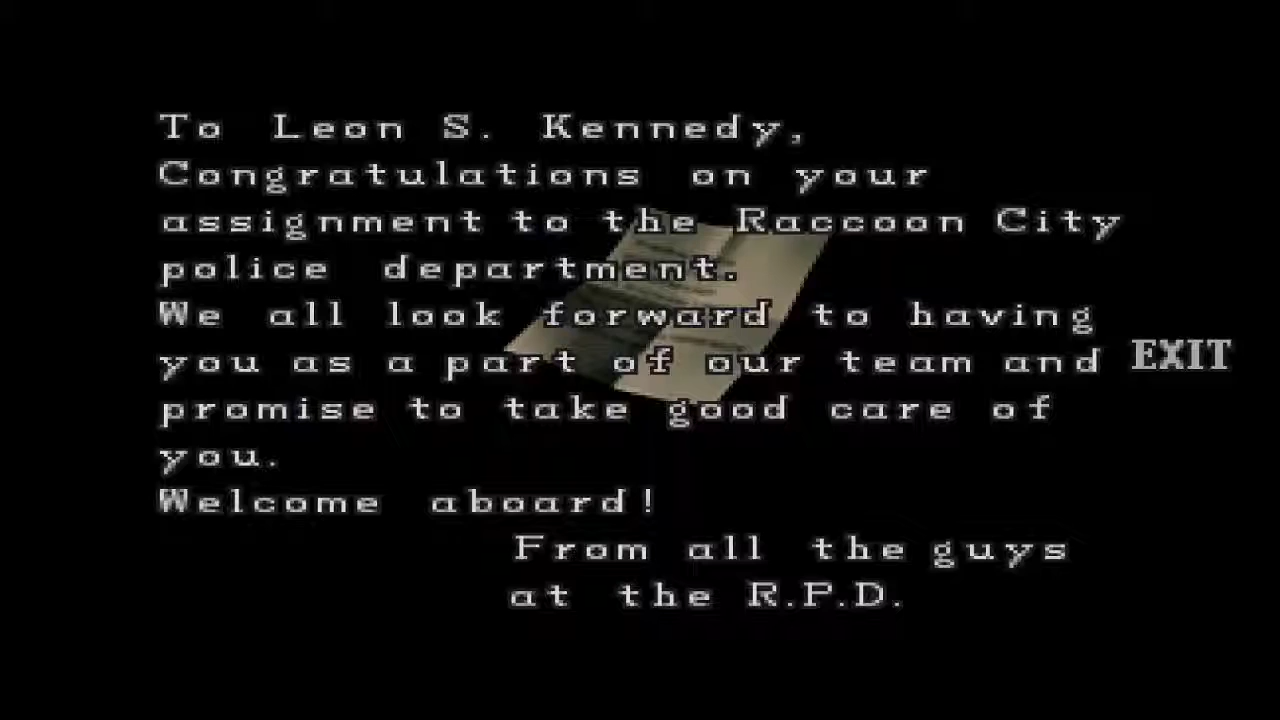 To Leon S. Kennedy,
Congratulations on your
assignment to the Raccoon City
police department.
We all look forward to having
you as a part of our team and
promise to take good care of
you.
Welcome aboard!
From all the guys
at the R.P.D.
EXIT